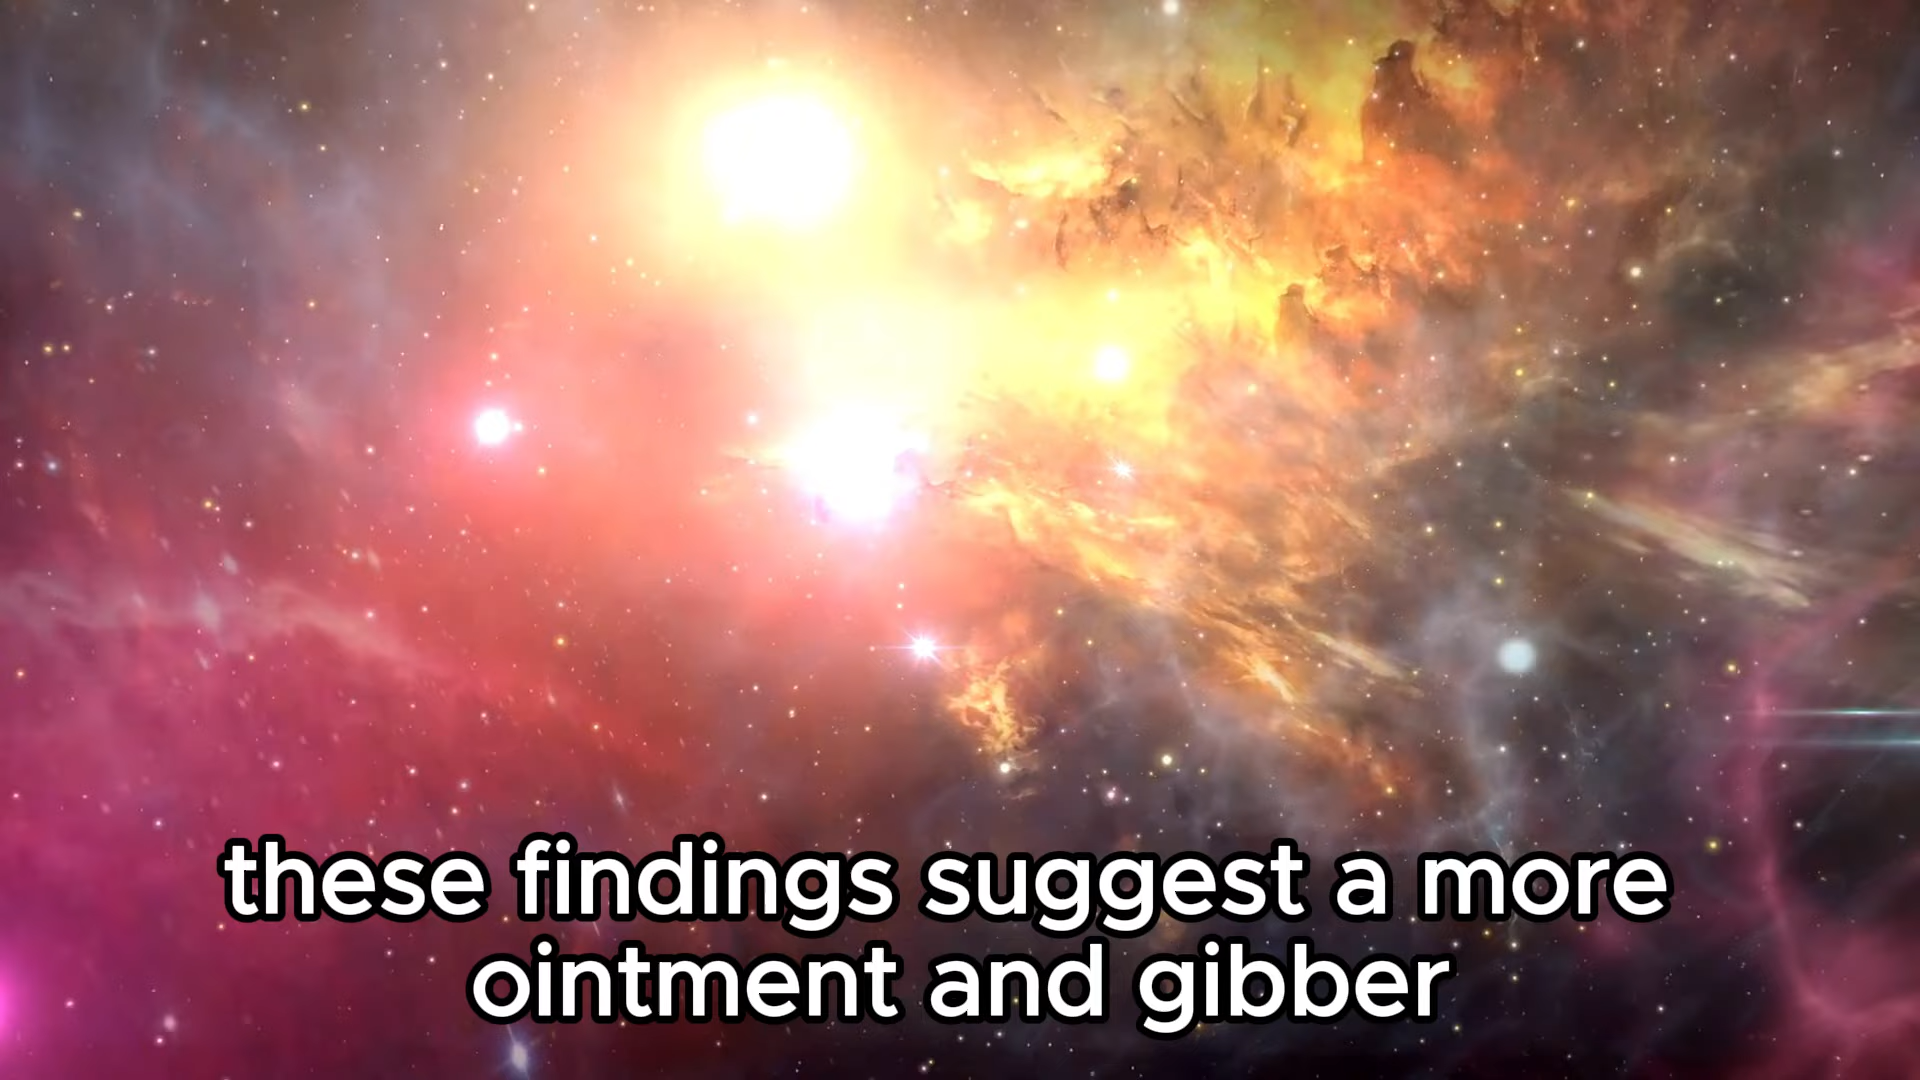 these findings suggest a more
ointment and gibber